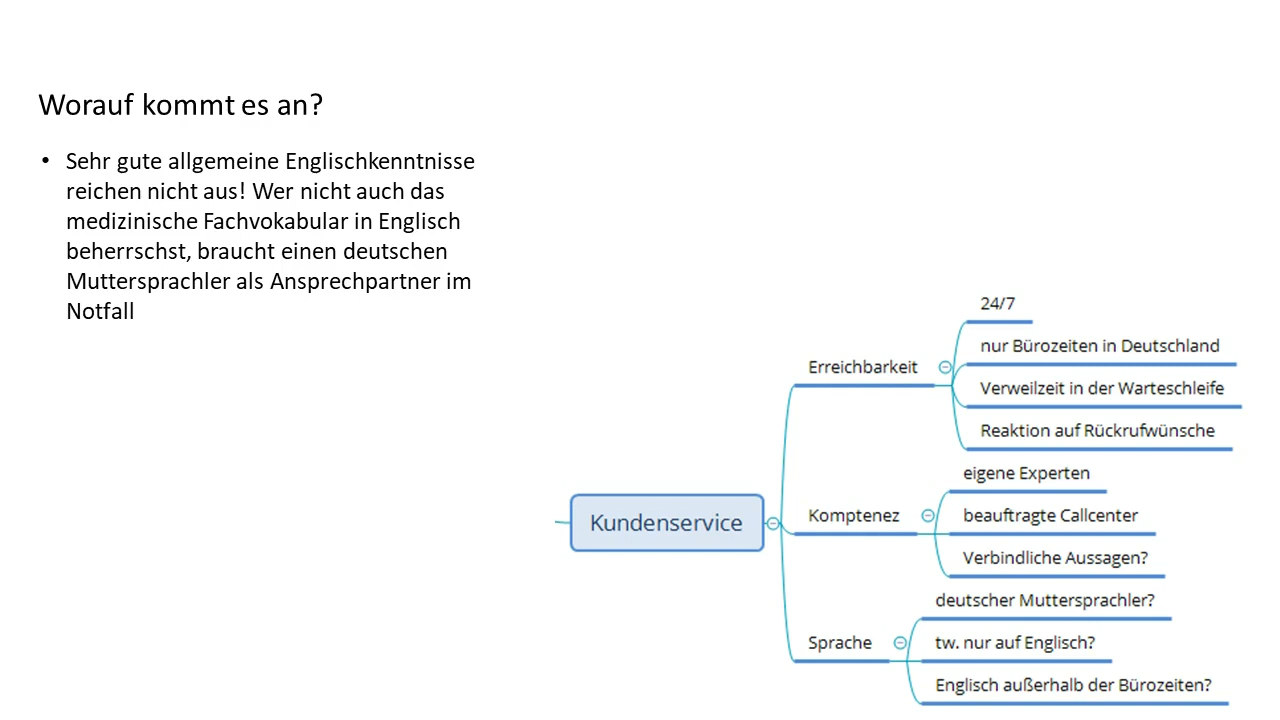 Worauf kommt es an?
• Sehr gute allgemeine Englischkenntnisse
reichen nicht aus! Wer nicht auch das
medizinische Fachvokabular in Englisch
beherrschst, braucht einen deutschen
Muttersprachler als Ansprechpartner im
Notfall
Kundenservice
Erreichbarkeit
24/7
nur Bürozeiten in Deutschland
Verweilzeit in der Warteschleife
Reaktion auf Rückrufwünsche
Komptenez
eigene Experten
beauftragte Callcenter
Verbindliche Aussagen?
Sprache
deutscher Muttersprachler?
tw. nur auf Englisch?
Englisch außerhalb der Bürozeiten?